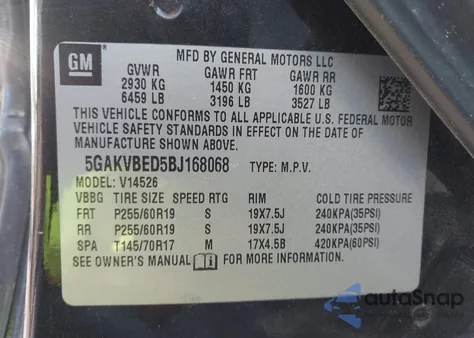 GM
MFD BY GENERAL MOTORS LLC
GVWR GAWR FRT GAWR RR
2930 KG 1450 KG 1600 KG
6459 LB 3196 LB 3527 LB
THIS VEHICLE CONFORMS TO ALL APPLICABLE U.S. FEDERAL
VEHICLE SAFETY STANDARDS IN EFFECT ON THE DATE OF
MANUFACTURE SHOWN ABOVE.
5GAKVBED5BJ168068 TYPE: M.P.V.
MODEL: V14526
VBBG TIRE SIZE SPEED RTG RIM COLD TIRE PRESSURE
FRT P255/60R19 S 19X7.5J 240KPA(35PSI)
RR P255/60R19 S 19X7.5J 240KPA(35PSI)
SPA T145/70R17 M 17X4.5B 420KPA(60PSI)
SEE OWNER'S MANUAL FOR MORE INFORMATION.
autoSnap